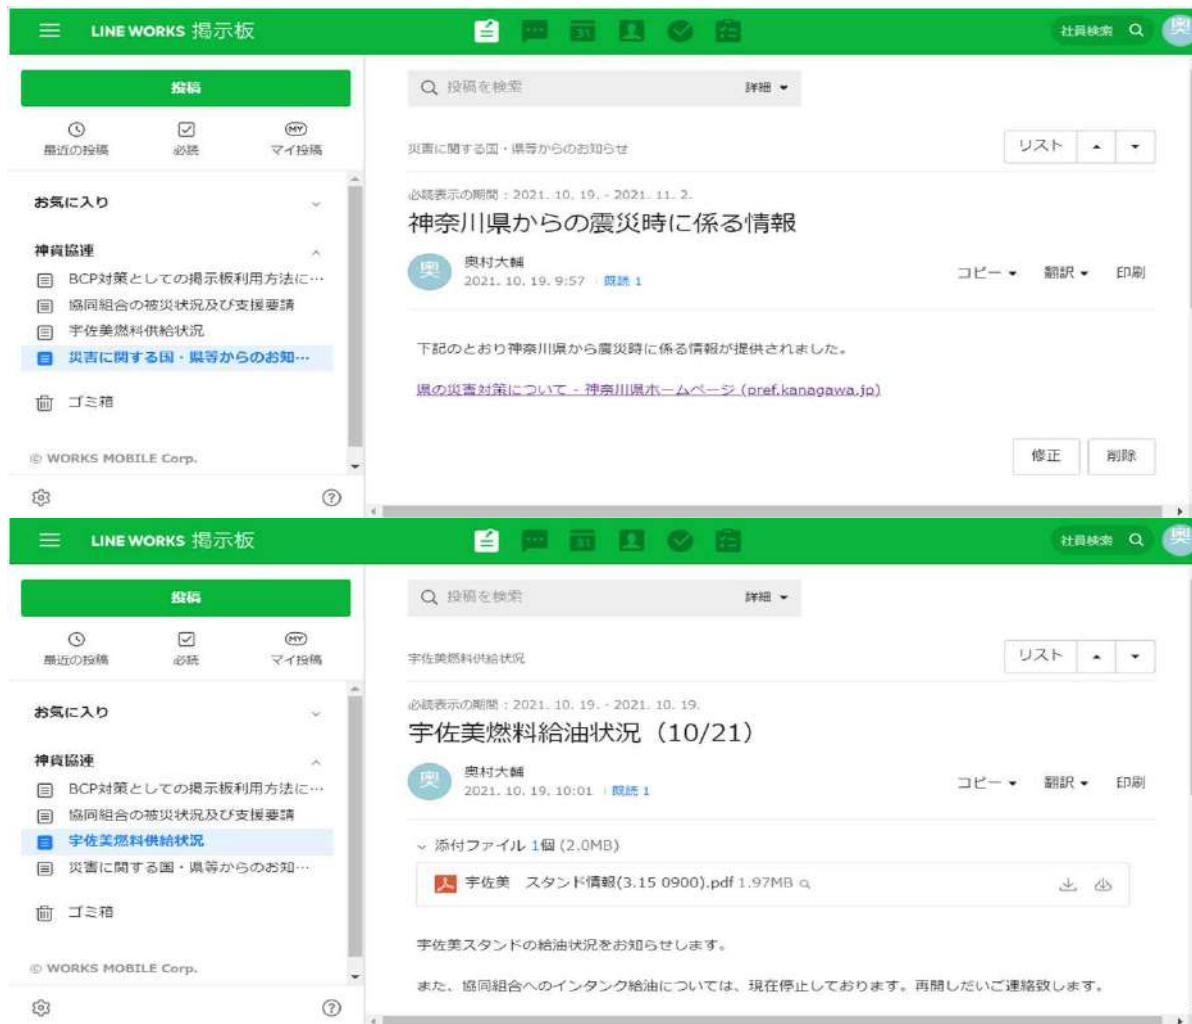 LINE WORKS 掲示板
31
社員検索
奥
投稿
投稿を検索
詳細
最近の投稿
必読
MY
マイ投稿
災害に関する国・県等からのお知らせ
リスト
お気に入り
必読表示の期間：2021. 10. 19. - 2021. 11. 2.
神奈川県からの震災時に係る情報
神貨協連
奥
奥村大輔
2021. 10. 19. 9:57
既読 1
コピー
翻訳
印刷
BCP対策としての掲示板利用方法に…
協同組合の被災状況及び支援要請
宇佐美燃料供給状況
災害に関する国・県等からのお知…
下記のとおり神奈川県から震災時に係る情報が提供されました。
県の災害対策について - 神奈川県ホームページ (pref.kanagawa.jp)
ゴミ箱
© WORKS MOBILE Corp.
修正
削除
?
LINE WORKS 掲示板
31
社員検索
奥
投稿
投稿を検索
詳細
最近の投稿
必読
MY
マイ投稿
宇佐美燃料供給状況
リスト
お気に入り
必読表示の期間：2021. 10. 19. - 2021. 10. 19.
宇佐美燃料給油状況（10/21）
神貨協連
奥
奥村大輔
2021. 10. 19. 10:01
既読 1
コピー
翻訳
印刷
BCP対策としての掲示板利用方法に…
協同組合の被災状況及び支援要請
宇佐美燃料供給状況
災害に関する国・県等からのお知…
添付ファイル 1個 (2.0MB)
宇佐美　スタンド情報(3.15 0900).pdf 1.97MB
ゴミ箱
宇佐美スタンドの給油状況をお知らせします。
© WORKS MOBILE Corp.
また、協同組合へのインタンク給油については、現在停止しております。再開しだいご連絡致します。
?